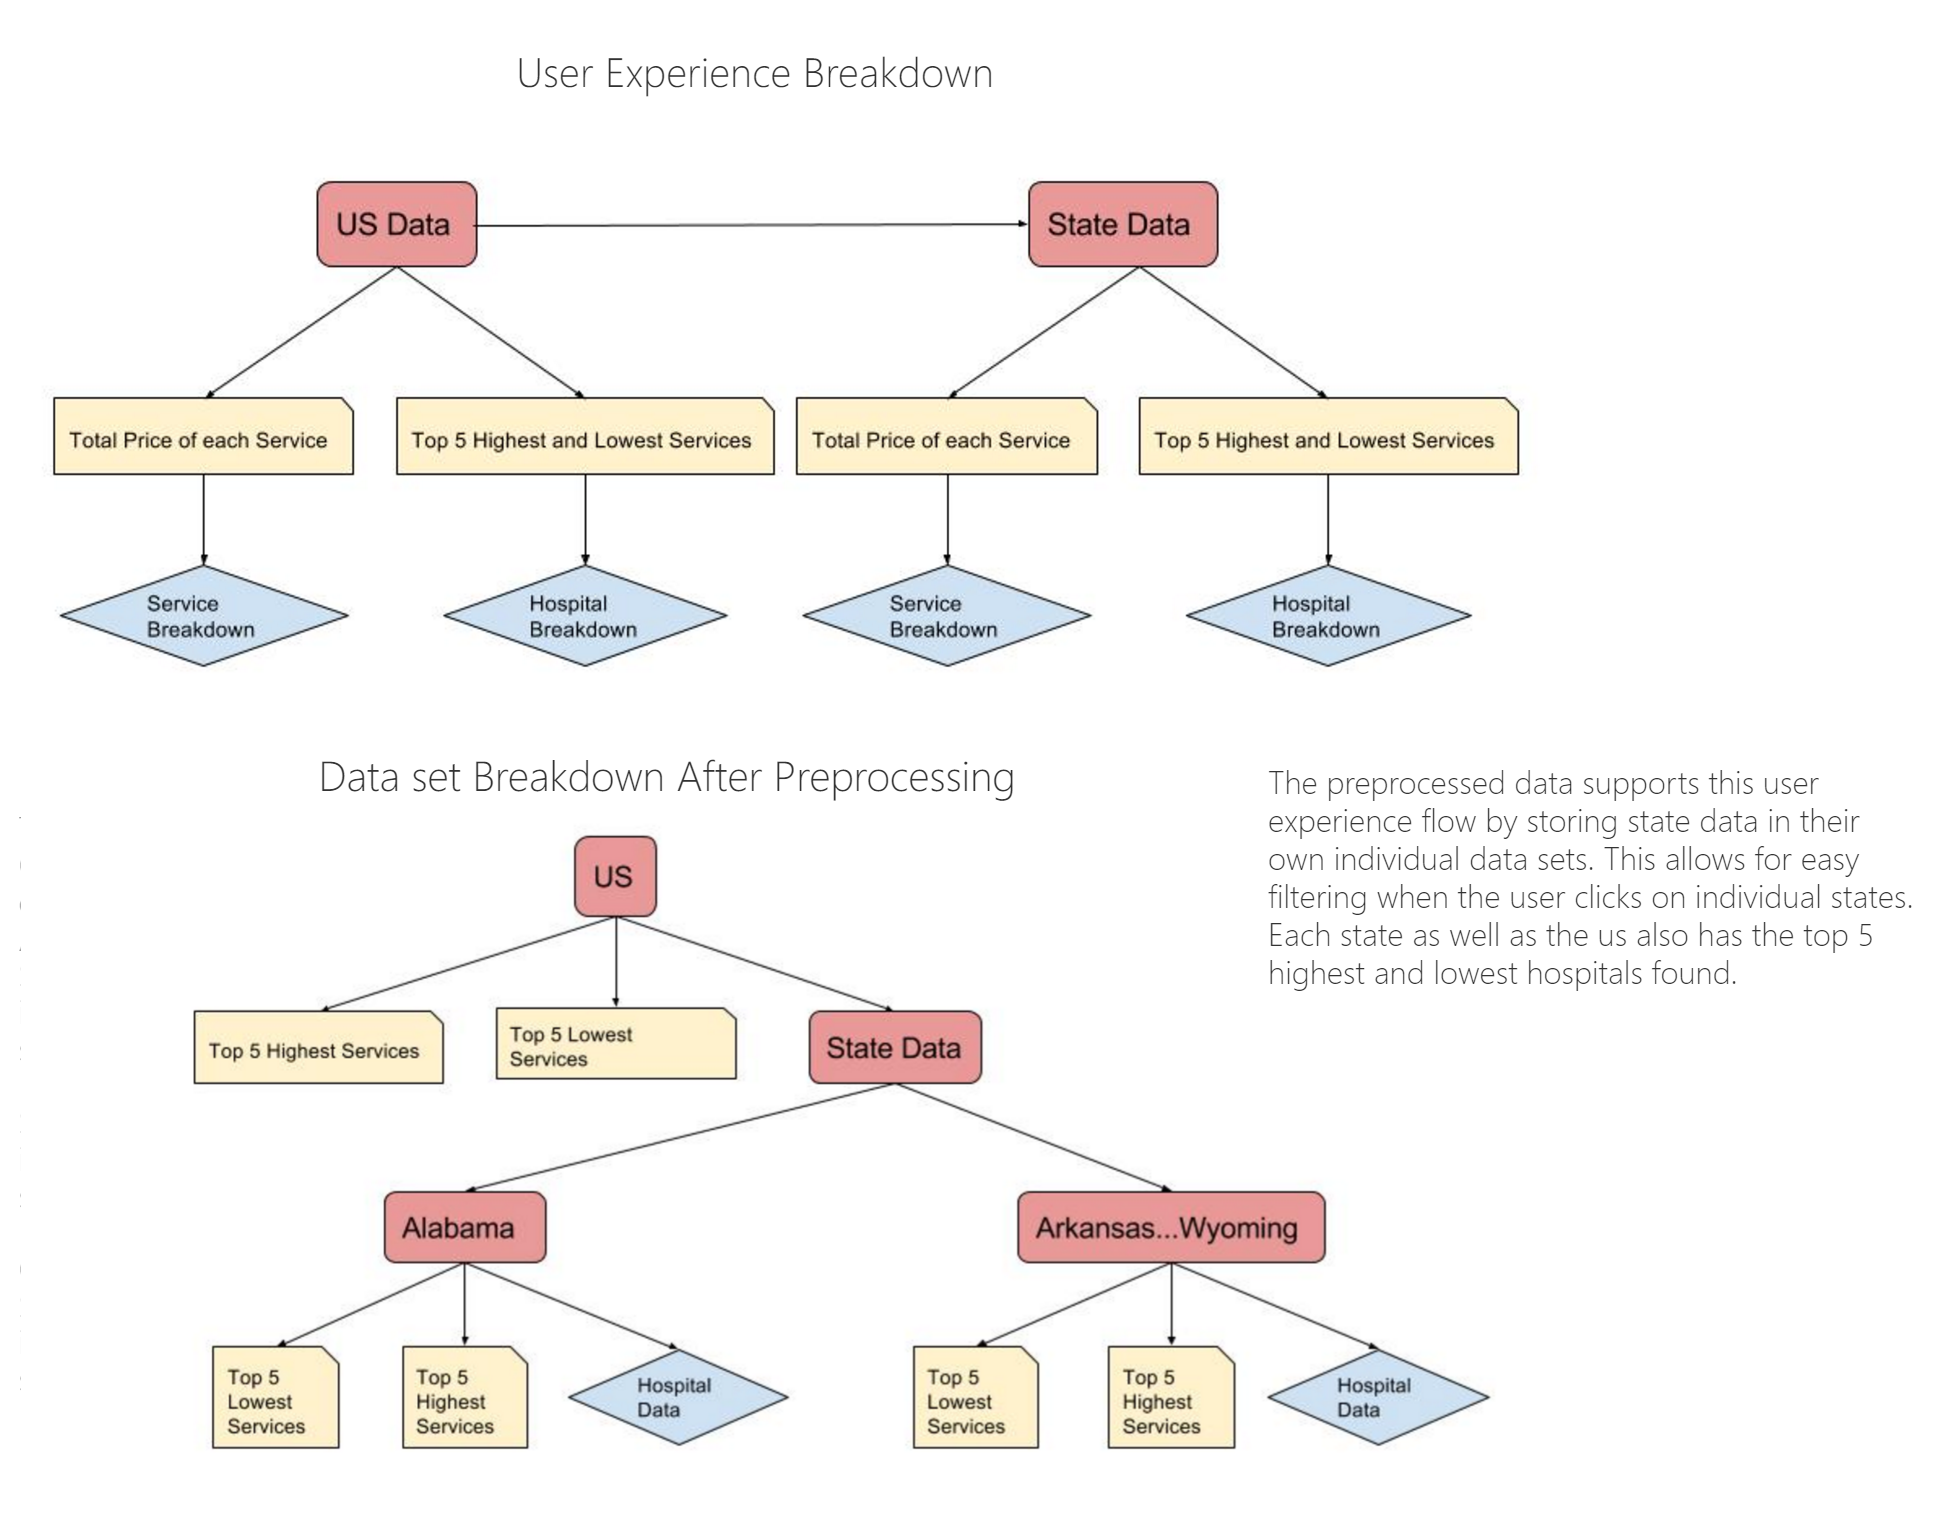 User Experience Breakdown
US Data
State Data
Total Price of each Service
Top 5 Highest and Lowest Services
Total Price of each Service
Top 5 Highest and Lowest Services
Service
Breakdown
Hospital
Breakdown
Service
Breakdown
Hospital
Breakdown
Data set Breakdown After Preprocessing
The preprocessed data supports this user
experience flow by storing state data in their
own individual data sets. This allows for easy
filtering when the user clicks on individual states.
Each state as well as the us also has the top 5
highest and lowest hospitals found.
US
Top 5 Highest Services
Top 5 Lowest
Services
State Data
Alabama
Arkansas...Wyoming
Top 5
Lowest
Services
Top 5
Highest
Services
Hospital
Data
Top 5
Lowest
Services
Top 5
Highest
Services
Hospital
Data